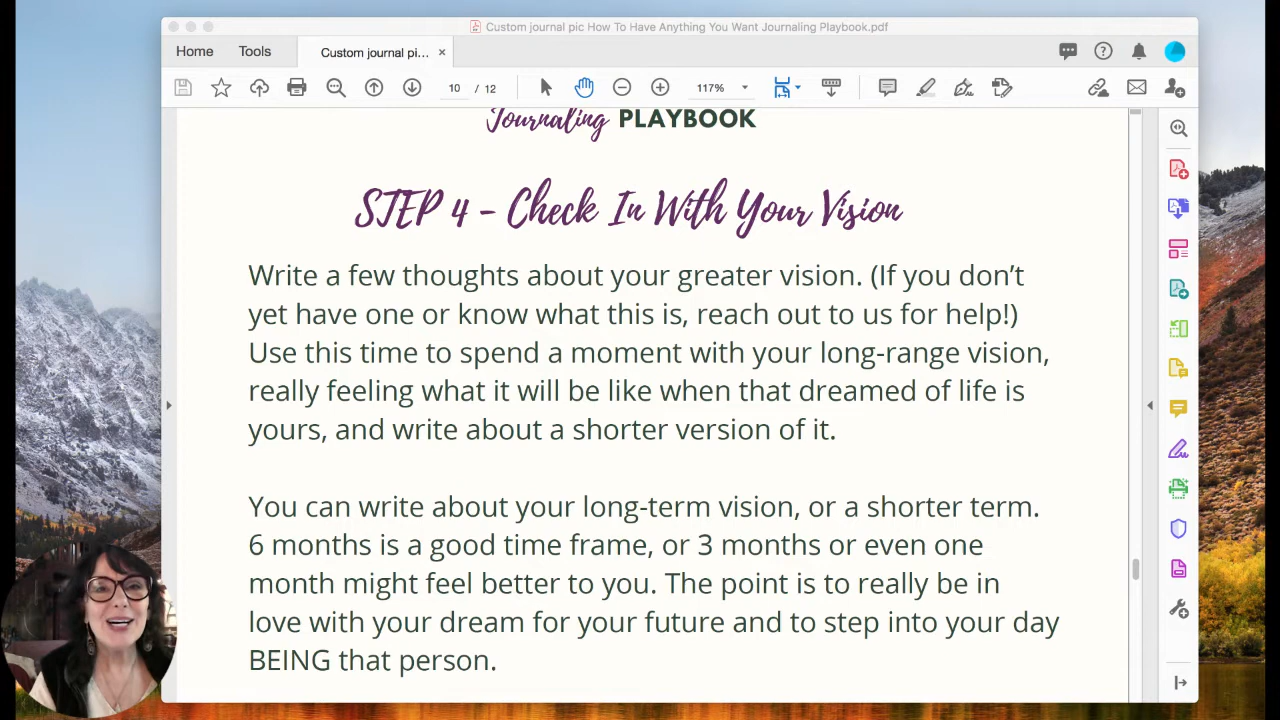 Custom journal pic How To Have Anything You Want Journaling Playbook.pdf
Home Tools Custom journal pic... ×
10 / 12 117%
Journaling PLAYBOOK
STEP 4 - Check In With Your Vision
Write a few thoughts about your greater vision. (If you don’t
yet have one or know what this is, reach out to us for help!)
Use this time to spend a moment with your long-range vision,
really feeling what it will be like when that dreamed of life is
yours, and write about a shorter version of it.
You can write about your long-term vision, or a shorter term.
6 months is a good time frame, or 3 months or even one
month might feel better to you. The point is to really be in
love with your dream for your future and to step into your day
BEING that person.